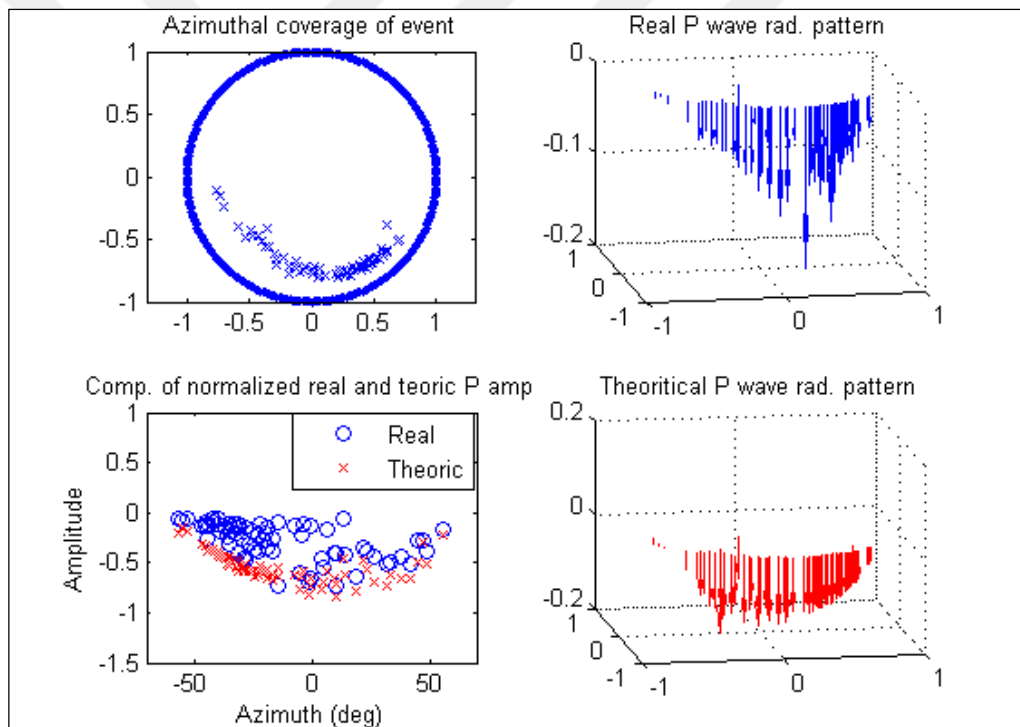 Azimuthal coverage of event
1
0.5
0
-0.5
-1
-1 -0.5 0 0.5 1
Real P wave rad. pattern
0
-0.1
-0.2
1
0
-1
-1
0
1
Comp. of normalized real and teoric P amp
Real
Theoric
Amplitude
1
0.5
0
-0.5
-1
-1.5
-50 0 50
Azimuth (deg)
Theoritical P wave rad. pattern
0.2
0
-0.2
1
0
-1
-1
0
1